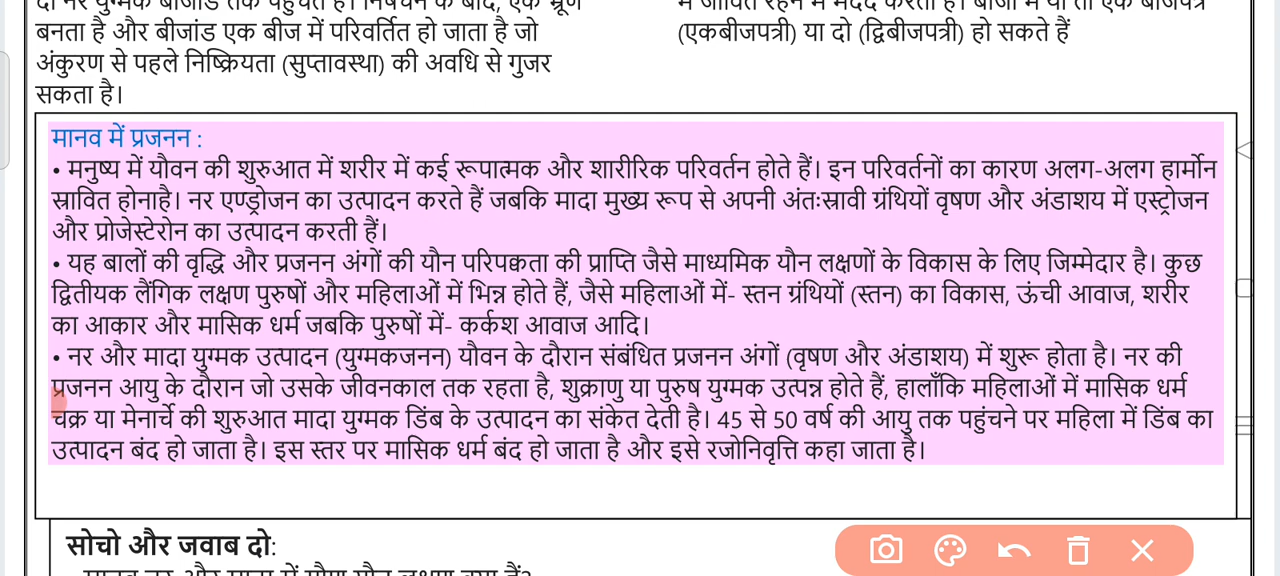 बनता है और बीजांड एक बीज में परिवर्तित हो जाता है जो
अंकुरण से पहले निष्क्रियता (सुप्तावस्था) की अवधि से गुजर
सकता है।
(एकबीजपत्री) या दो (द्विबीजपत्री) हो सकते हैं
मानव में प्रजनन :
• मनुष्य में यौवन की शुरुआत में शरीर में कई रूपात्मक और शारीरिक परिवर्तन होते हैं। इन परिवर्तनों का कारण अलग-अलग हार्मोन
स्रावित होनाहै। नर एण्ड्रोजन का उत्पादन करते हैं जबकि मादा मुख्य रूप से अपनी अंतःस्रावी ग्रंथियों वृषण और अंडाशय में एस्ट्रोजन
और प्रोजेस्टेरोन का उत्पादन करती हैं।
• यह बालों की वृद्धि और प्रजनन अंगों की यौन परिपक्वता की प्राप्ति जैसे माध्यमिक यौन लक्षणों के विकास के लिए जिम्मेदार है। कुछ
द्वितीयक लैंगिक लक्षण पुरुषों और महिलाओं में भिन्न होते हैं, जैसे महिलाओं में- स्तन ग्रंथियों (स्तन) का विकास, ऊंची आवाज, शरीर
का आकार और मासिक धर्म जबकि पुरुषों में- कर्कश आवाज आदि।
• नर और मादा युग्मक उत्पादन (युग्मकजनन) यौवन के दौरान संबंधित प्रजनन अंगों (वृषण और अंडाशय) में शुरू होता है। नर की
प्रजनन आयु के दौरान जो उसके जीवनकाल तक रहता है, शुक्राणु या पुरुष युग्मक उत्पन्न होते हैं, हालाँकि महिलाओं में मासिक धर्म
चक्र या मेनार्चे की शुरुआत मादा युग्मक डिंब के उत्पादन का संकेत देती है। 45 से 50 वर्ष की आयु तक पहुंचने पर महिला में डिंब का
उत्पादन बंद हो जाता है। इस स्तर पर मासिक धर्म बंद हो जाता है और इसे रजोनिवृत्ति कहा जाता है।
सोचो और जवाब दो: